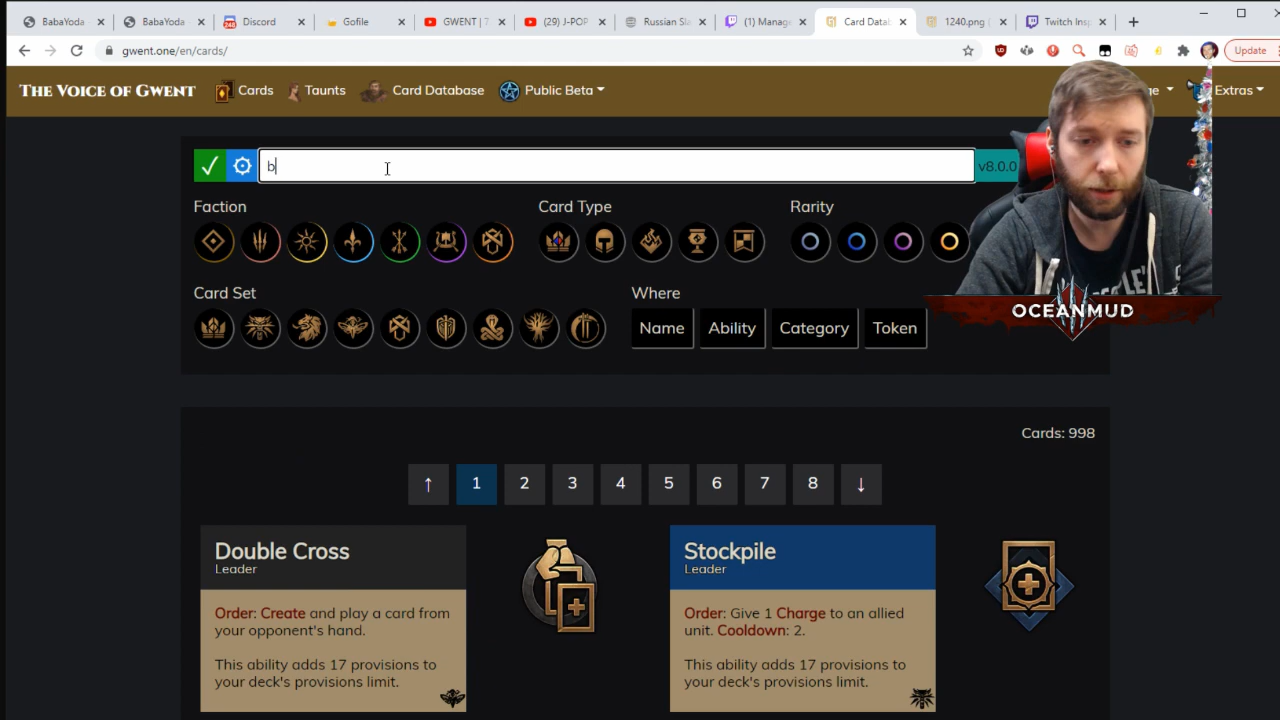 BabaYoda
BabaYoda
248
Discord
Gofile
GWENT | 7
(29) J-POP
Russian Sla
(1) Manage
Card Datab
1240.png (
Twitch Insp
gwent.one/en/cards/
Update
THE VOICE OF GWENT
Cards
Taunts
Card Database
Public Beta
Extras
b
v8.0.0
Faction
Card Type
Rarity
Card Set
Where
Name
Ability
Category
Token
OCEANMUD
Cards: 998
↑ 1 2 3 4 5 6 7 8 ↓
Double Cross
Leader
Order: Create and play a card from
your opponent's hand.
This ability adds 17 provisions to
your deck's provisions limit.
Stockpile
Leader
Order: Give 1 Charge to an allied
unit. Cooldown: 2.
This ability adds 17 provisions to
your deck's provisions limit.